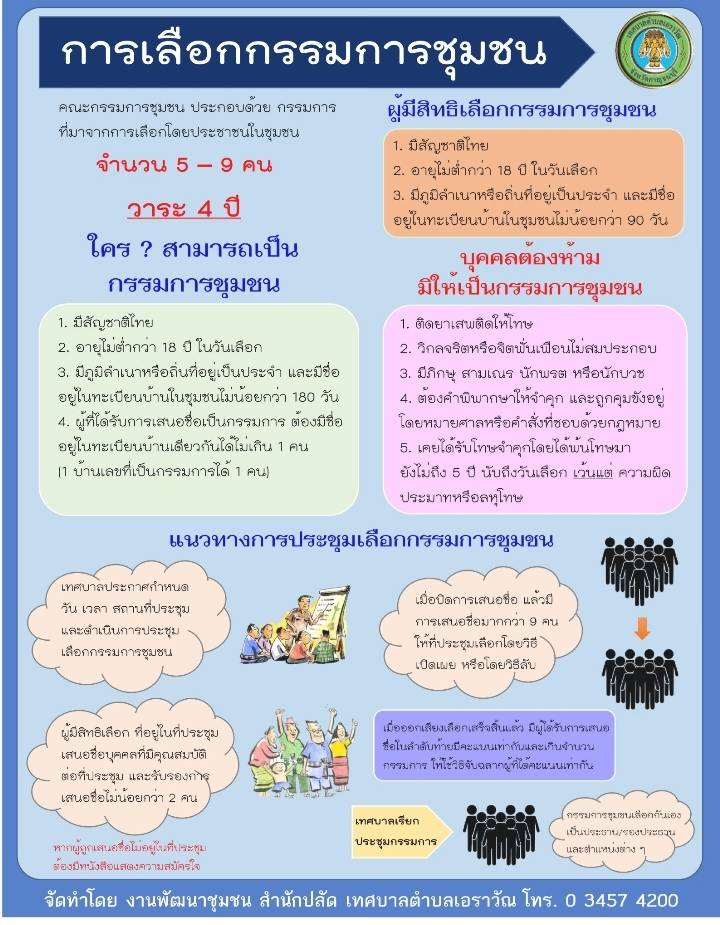 การเลือกกรรมการชุมชน
เทศบาลตำบลเอราวัณ
จังหวัดกาญจนบุรี
คณะกรรมการชุมชน ประกอบด้วย กรรมการ
ที่มาจากการเลือกโดยประชาชนในชุมชน
จำนวน 5 – 9 คน
วาระ 4 ปี
ใคร ? สามารถเป็น
กรรมการชุมชน
1. มีสัญชาติไทย
2. อายุไม่ต่ำกว่า 18 ปี ในวันเลือก
3. มีภูมิลำเนาหรือถิ่นที่อยู่เป็นประจำ และมีชื่อ
อยู่ในทะเบียนบ้านในชุมชนไม่น้อยกว่า 180 วัน
4. ผู้ที่ได้รับการเสนอชื่อเป็นกรรมการ ต้องมีชื่อ
อยู่ในทะเบียนบ้านเดียวกันได้ไม่เกิน 1 คน
(1 บ้านเลขที่เป็นกรรมการได้ 1 คน)
ผู้มีสิทธิเลือกกรรมการชุมชน
1. มีสัญชาติไทย
2. อายุไม่ต่ำกว่า 18 ปี ในวันเลือก
3. มีภูมิลำเนาหรือถิ่นที่อยู่เป็นประจำ และมีชื่อ
อยู่ในทะเบียนบ้านในชุมชนไม่น้อยกว่า 90 วัน
บุคคลต้องห้าม
มิให้เป็นกรรมการชุมชน
1. ติดยาเสพติดให้โทษ
2. วิกลจริตหรือจิตฟั่นเฟือนไม่สมประกอบ
3. มีภิกษุ สามเณร นักพรต หรือนักบวช
4. ต้องคำพิพากษาให้จำคุก และถูกคุมขังอยู่
โดยหมายศาลหรือคำสั่งที่ชอบด้วยกฎหมาย
5. เคยได้รับโทษจำคุกโดยได้พ้นโทษมา
ยังไม่ถึง 5 ปี นับถึงวันเลือก เว้นแต่ ความผิด
ประมาทหรือลหุโทษ
แนวทางการประชุมเลือกกรรมการชุมชน
เทศบาลประกาศกำหนด
วัน เวลา สถานที่ประชุม
และดำเนินการประชุม
เลือกกรรมการชุมชน
เมื่อปิดการเสนอชื่อ แล้วมี
การเสนอชื่อมากกว่า 9 คน
ให้ที่ประชุมเลือกโดยวิธี
เปิดเผย หรือโดยวิธีลับ
ผู้มีสิทธิเลือก ที่อยู่ในที่ประชุม
เสนอชื่อบุคคลที่มีคุณสมบัติ
ต่อที่ประชุม และรับรองการ
เสนอชื่อไม่น้อยกว่า 2 คน
เมื่อออกเสียงเลือกเสร็จสิ้นแล้ว มีผู้ได้รับการเสนอ
ชื่อในลำดับท้ายมีคะแนนเท่ากันและเกินจำนวน
กรรมการ ให้ใช้วิธีจับฉลากผู้ที่ได้คะแนนเท่ากัน
หากผู้ถูกเสนอชื่อไม่อยู่ในที่ประชุม
ต้องมีหนังสือแสดงความสมัครใจ
เทศบาลเรียก
ประชุมกรรมการ
กรรมการชุมชนเลือกกันเอง
เป็นประธาน/รองประธาน
และตำแหน่งต่าง ๆ
จัดทำโดย งานพัฒนาชุมชน สำนักปลัด เทศบาลตำบลเอราวัณ โทร. 0 3457 4200